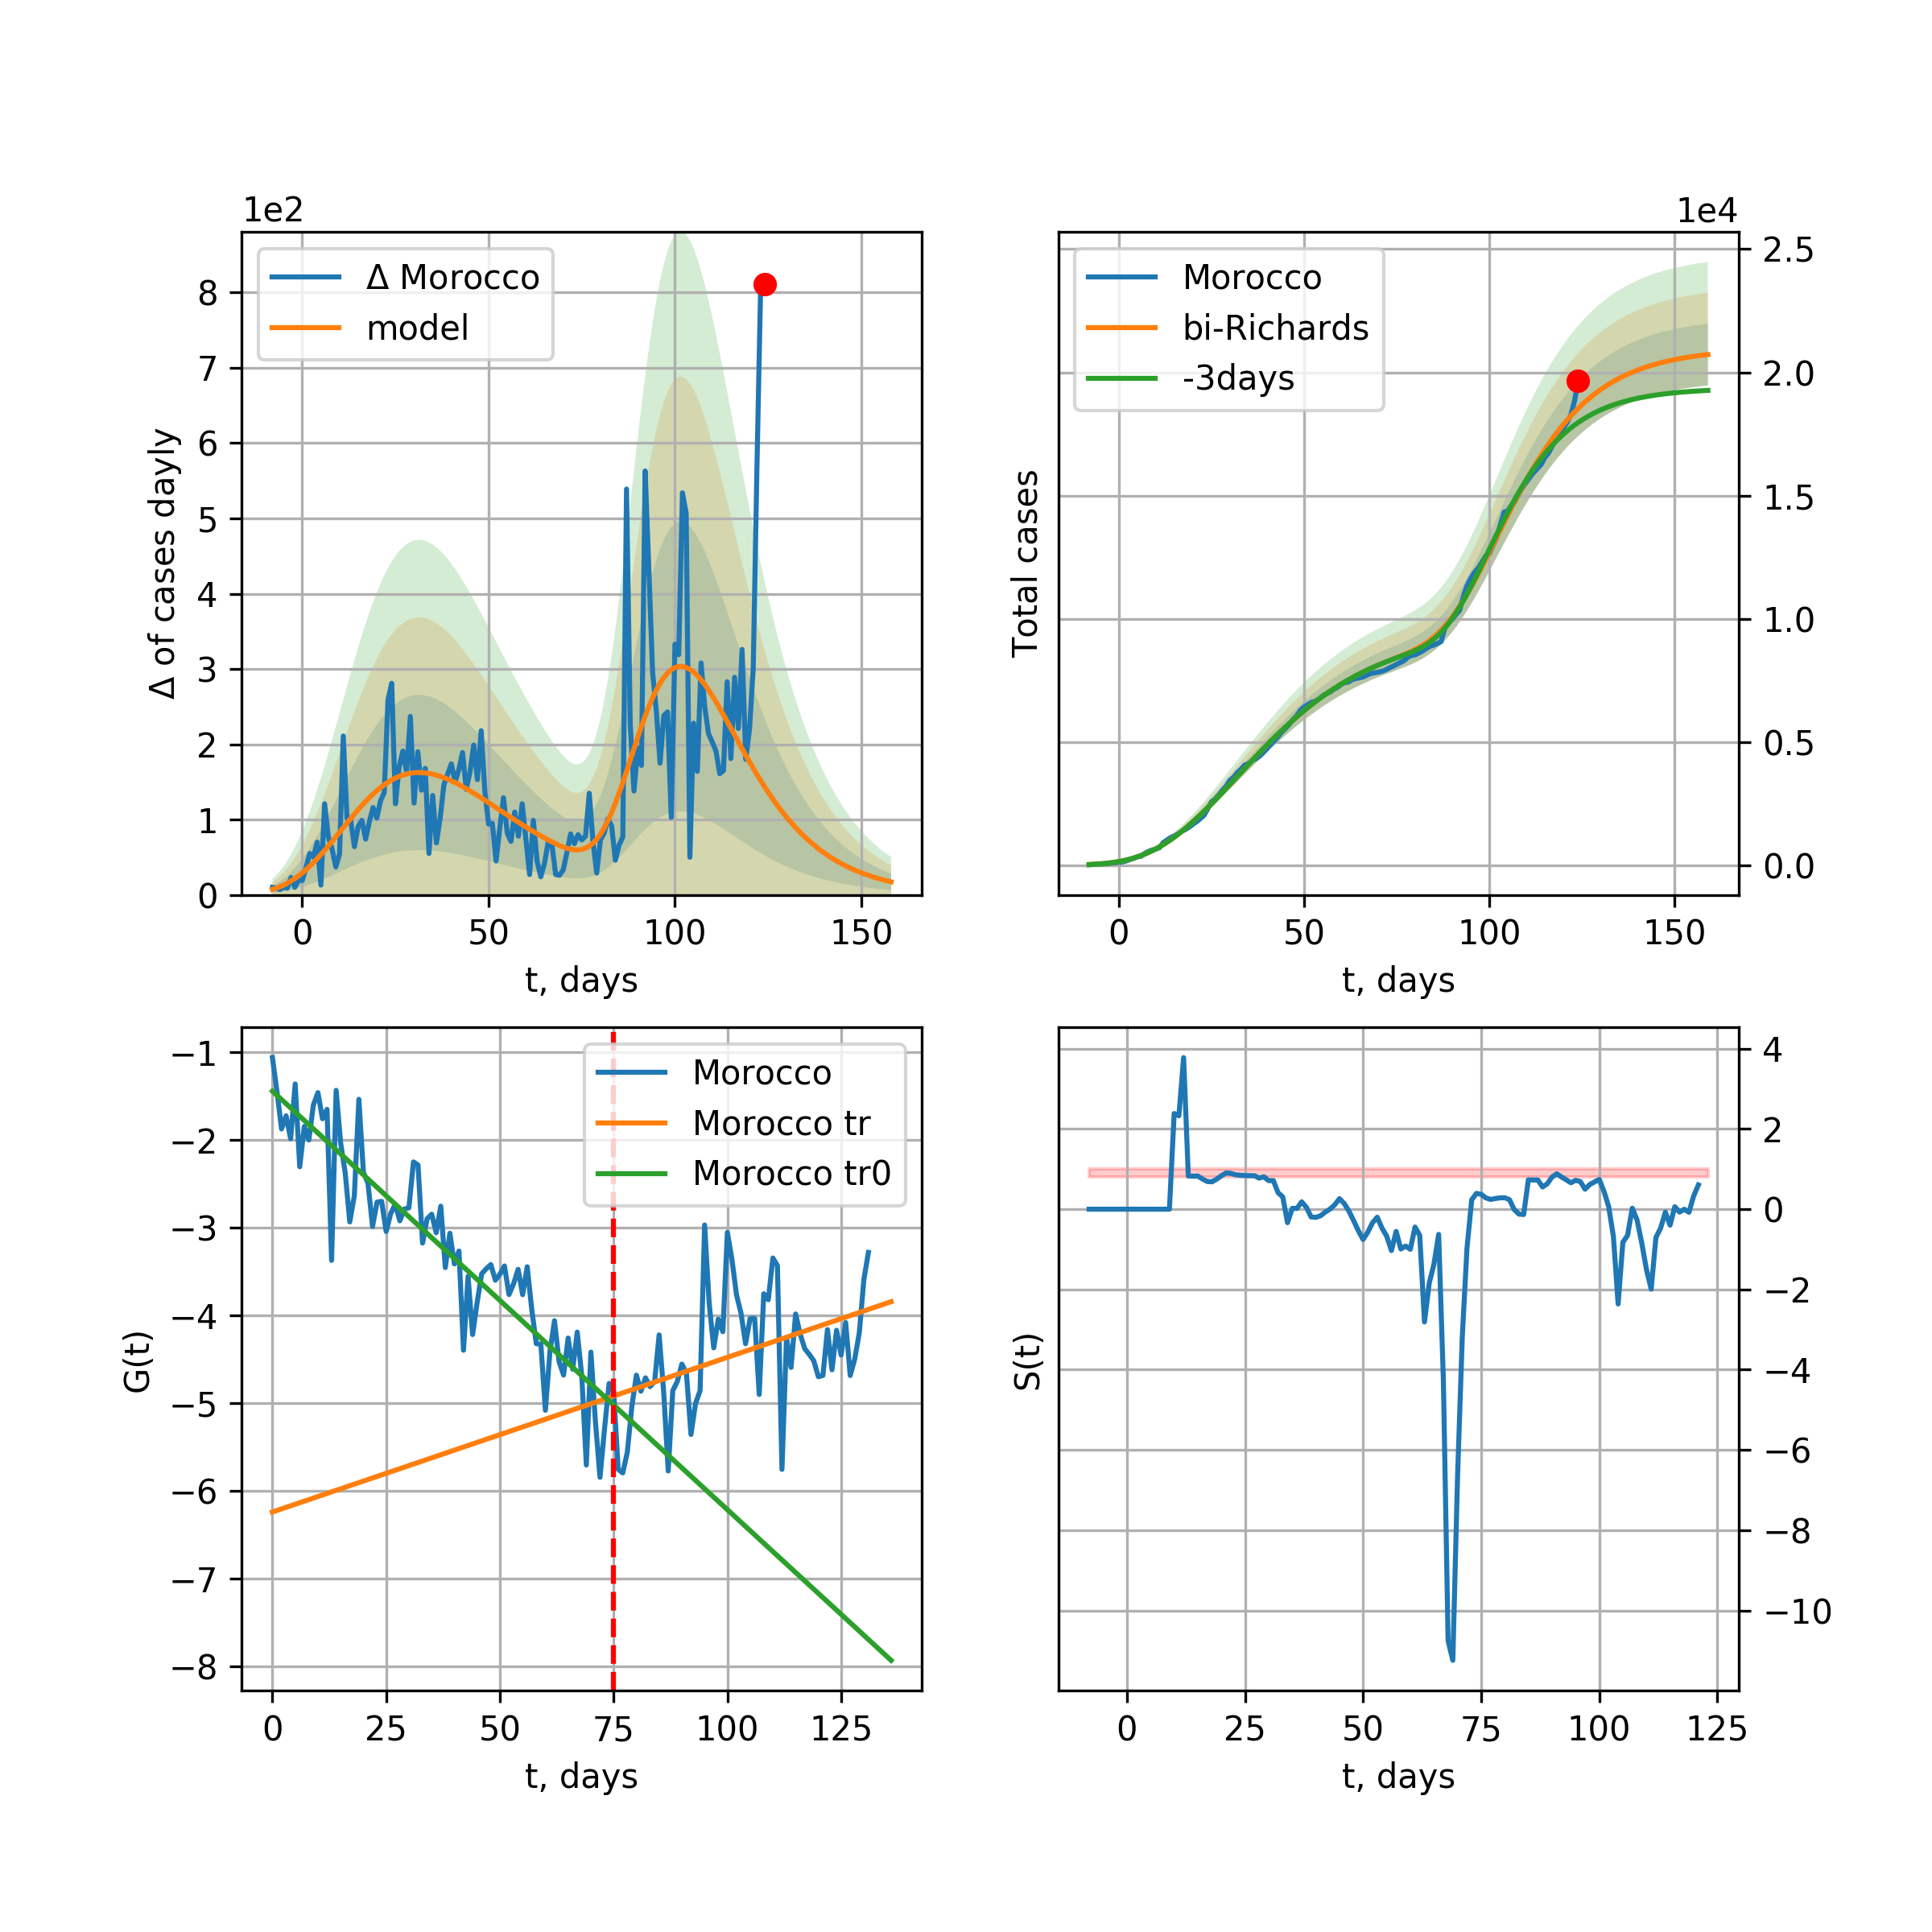 1e2
Δ Morocco
model
8
7
6
5
4
3
2
1
0
Δ of cases dayly
0 50 100 150
t, days
1e4
Morocco
bi-Richards
-3days
2.5
2.0
1.5
1.0
0.5
0.0
Total cases
0 50 100 150
t, days
Morocco
Morocco tr
Morocco tr0
−1
−2
−3
−4
−5
−6
−7
−8
G(t)
0 25 50 75 100 125
t, days
4
2
0
−2
−4
−6
−8
−10
S(t)
0 25 50 75 100 125
t, days